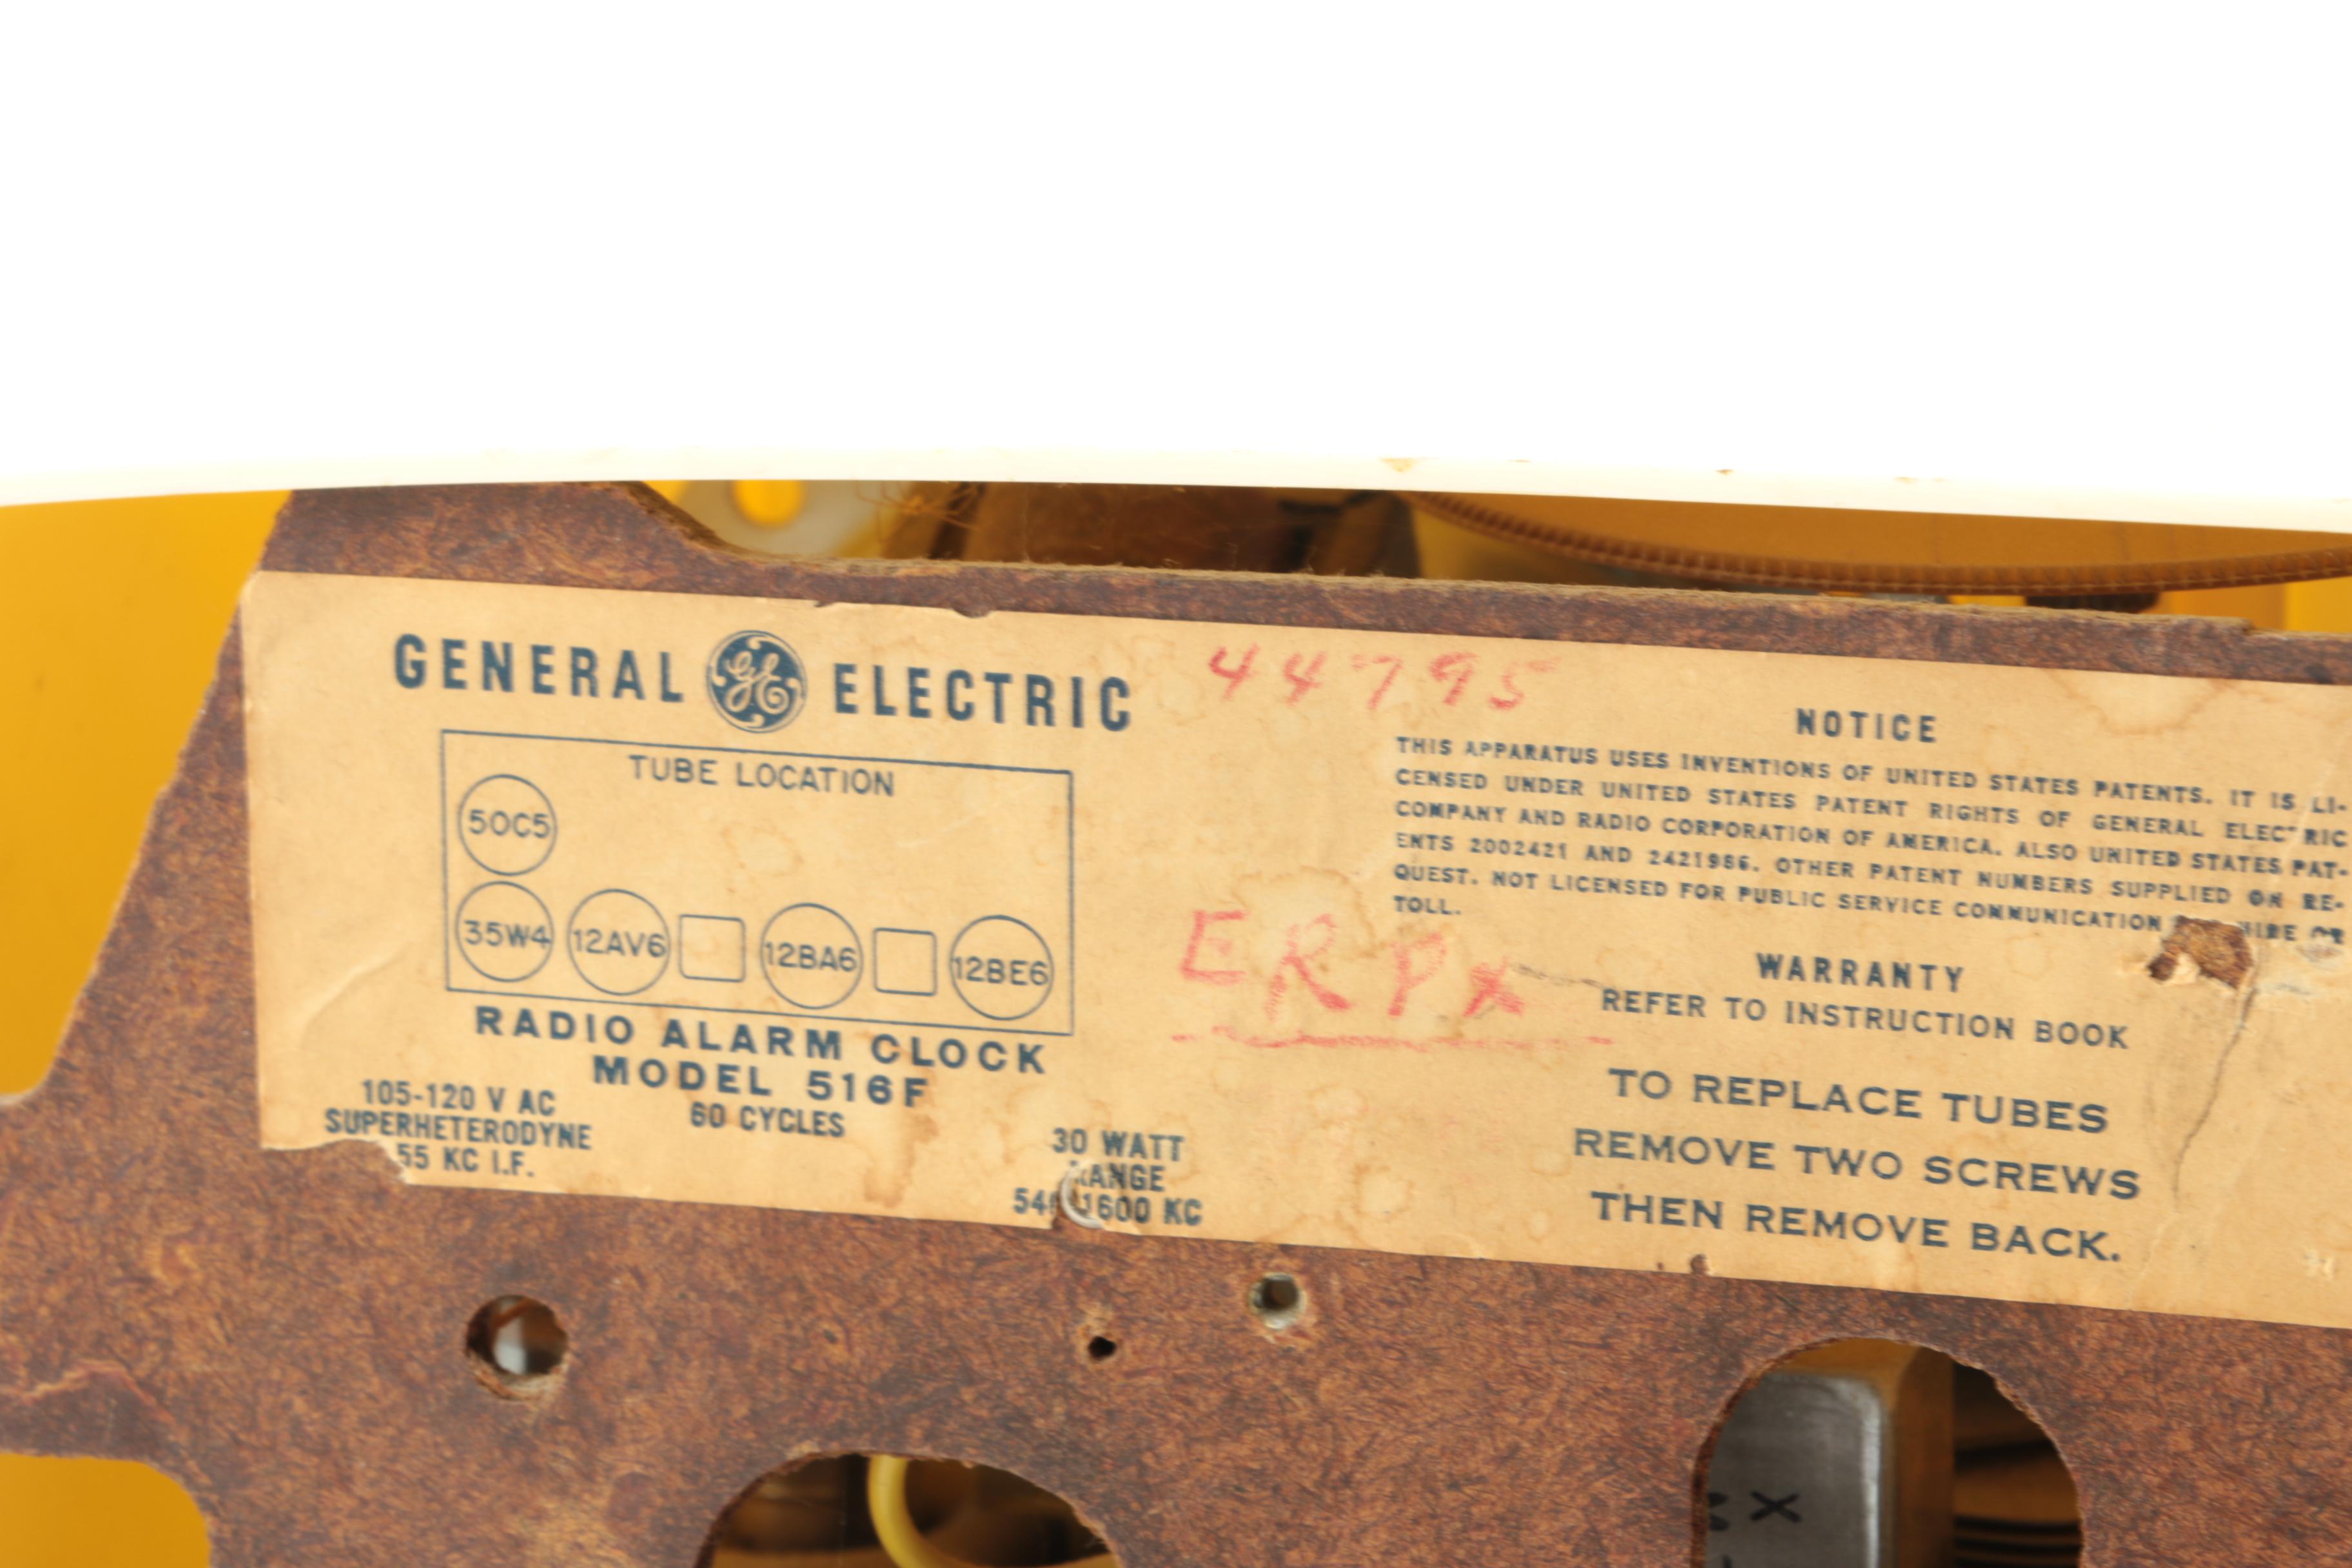 GENERAL GE ELECTRIC
44795
TUBE LOCATION
50C5
35W4 12AV6 12BA6 12BE6
RADIO ALARM CLOCK
MODEL 516F
105-120 V AC
60 CYCLES
SUPERHETERODYNE
55 KC I.F.
30 WATT
RANGE
1600 KC
ERPX
NOTICE
THIS APPARATUS USES INVENTIONS OF UNITED STATES PATENTS. IT IS LI-
CENSED UNDER UNITED STATES PATENT RIGHTS OF GENERAL ELECTRIC
COMPANY AND RADIO CORPORATION OF AMERICA. ALSO UNITED STATES PAT-
ENTS 2002421 AND 2421986. OTHER PATENT NUMBERS SUPPLIED ON RE-
QUEST. NOT LICENSED FOR PUBLIC SERVICE COMMUNICATION HIRE OR
TOLL.
WARRANTY
REFER TO INSTRUCTION BOOK
TO REPLACE TUBES
REMOVE TWO SCREWS
THEN REMOVE BACK.
X